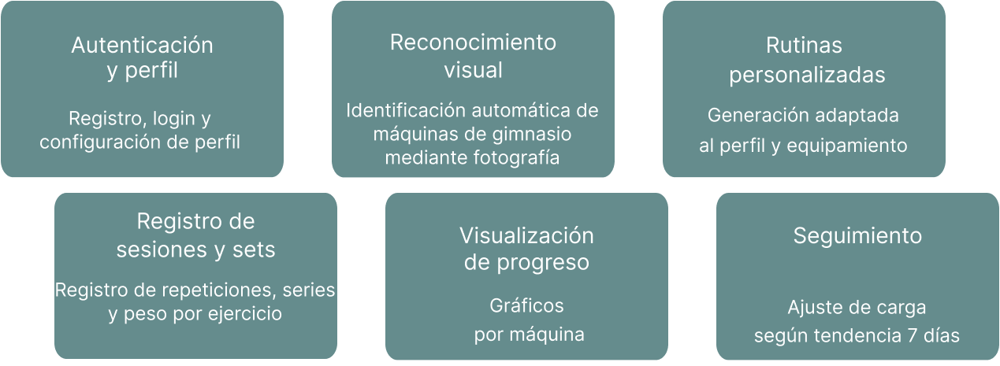 Autenticación
y perfil
Registro, login y
configuración de perfil
Reconocimiento
visual
Identificación automática de
máquinas de gimnasio
mediante fotografía
Rutinas
personalizadas
Generación adaptada
al perfil y equipamiento
Registro de
sesiones y sets
Registro de repeticiones, series
y peso por ejercicio
Visualización
de progreso
Gráficos
por máquina
Seguimiento
Ajuste de carga
según tendencia 7 días